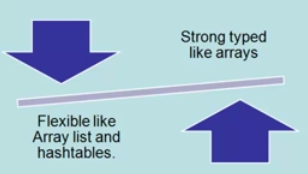 Strong typed
like arrays
Flexible like
Array list and
hashtables.